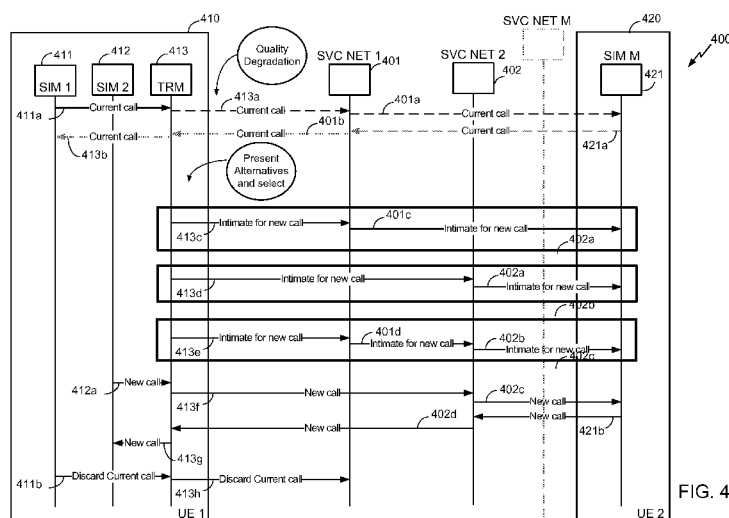 410
420
400
411
412
413
Quality
Degradation
SVC NET 1
401
SVC NET 2
402
SVC NET M
SIM M
421
SIM 1
SIM 2
TRM
411a
Current call
413a
Current call
401a
Current call
413b
Current call
401b
Current call
Current call
421a
Present
Alternatives
and select
413c
Intimate for new call
401c
Intimate for new call
402a
413d
Intimate for new call
402a
Intimate for new call
402b
413e
Intimate for new call
401d
Intimate for new call
402b
Intimate for new call
402c
412a
New call
413f
New call
402c
New call
402d
New call
New call
421b
New call
413g
411b
Discard Current call
413h
Discard Current call
UE 1
UE 2
FIG. 4